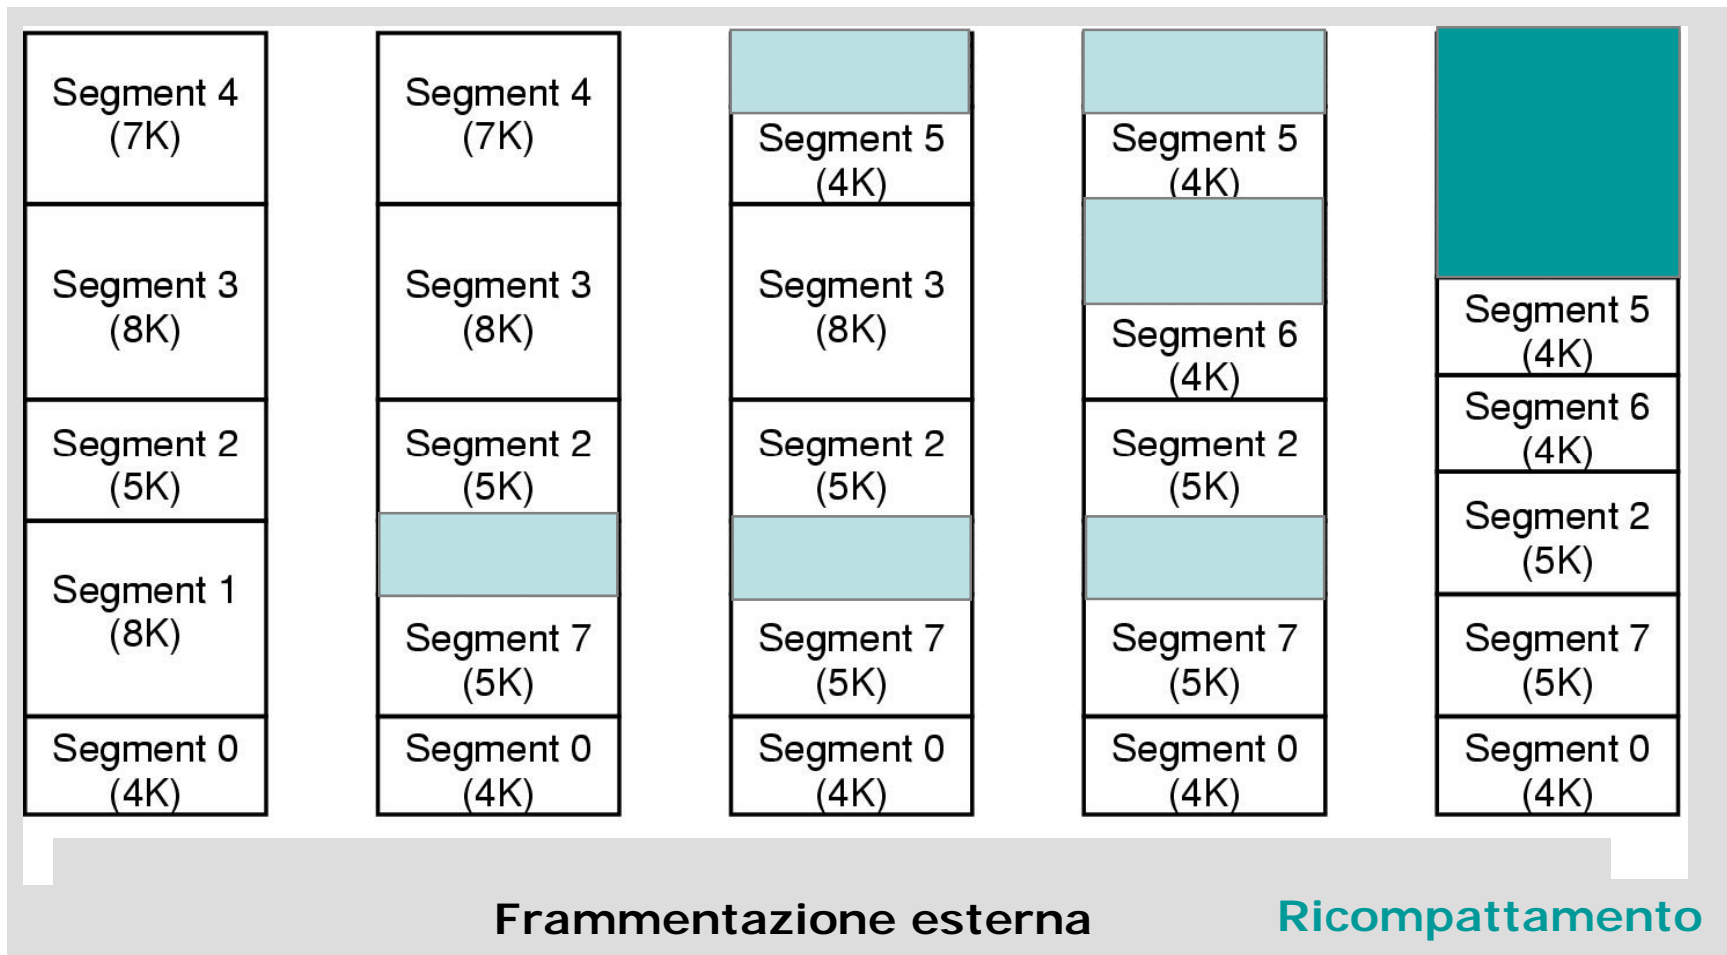 Segment 4
(7K)
Segment 3
(8K)
Segment 2
(5K)
Segment 1
(8K)
Segment 0
(4K)
Segment 4
(7K)
Segment 3
(8K)
Segment 2
(5K)
Segment 7
(5K)
Segment 0
(4K)
Segment 5
(4K)
Segment 3
(8K)
Segment 2
(5K)
Segment 7
(5K)
Segment 0
(4K)
Segment 5
(4K)
Segment 6
(4K)
Segment 2
(5K)
Segment 7
(5K)
Segment 0
(4K)
Segment 5
(4K)
Segment 6
(4K)
Segment 2
(5K)
Segment 7
(5K)
Segment 0
(4K)
Frammentazione esterna
Ricompattamento